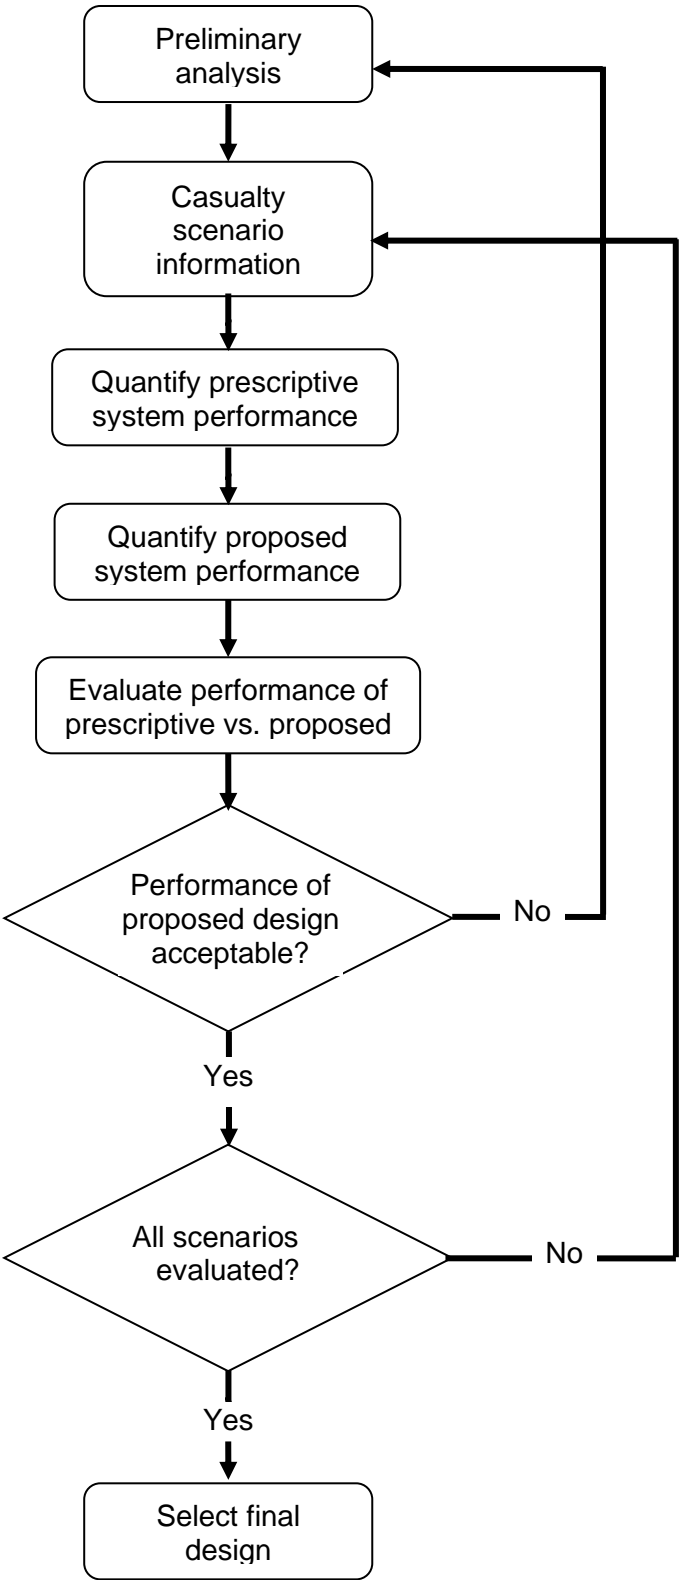 Preliminary
analysis
Casualty
scenario
information
Quantify prescriptive
system performance
Quantify proposed
system performance
Evaluate performance of
prescriptive vs. proposed
Performance of
proposed design
acceptable?
No
Yes
All scenarios
evaluated?
No
Yes
Select final
design